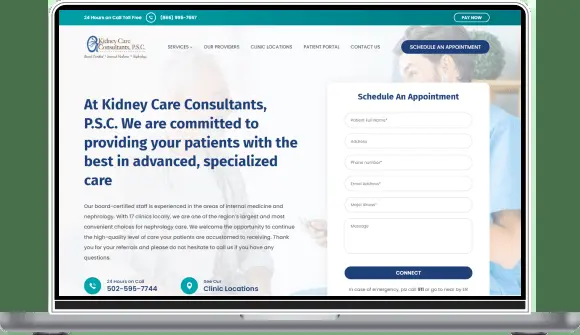 24 Hours on Call Toll Free (866) 995-7697
PAY NOW
Kidney Care
Consultants, P.S.C.
Board Certified Internal Medicine Nephrology
SERVICES
OUR PROVIDERS
CLINIC LOCATIONS
PATIENT PORTAL
CONTACT US
SCHEDULE AN APPOINTMENT
At Kidney Care Consultants,
P.S.C. We are committed to
providing your patients with the
best in advanced, specialized
care
Our board-certified staff is experienced in the areas of internal medicine and
nephrology. With 17 clinics locally, we are one of the region's largest and most
convenient choices for nephrology care. We welcome the opportunity to continue
the high-quality level of care your patients are accustomed to receiving. Thank
you for your referrals and please do not hesitate to call us if you have any
questions.
24 Hours on Call
502-595-7744
See Our
Clinic Locations
Schedule An Appointment
Patient Full Name*
Address
Phone number*
Email Address*
Major Illness*
Message
CONNECT
In case of emergency, pls call 911 or go to near by ER